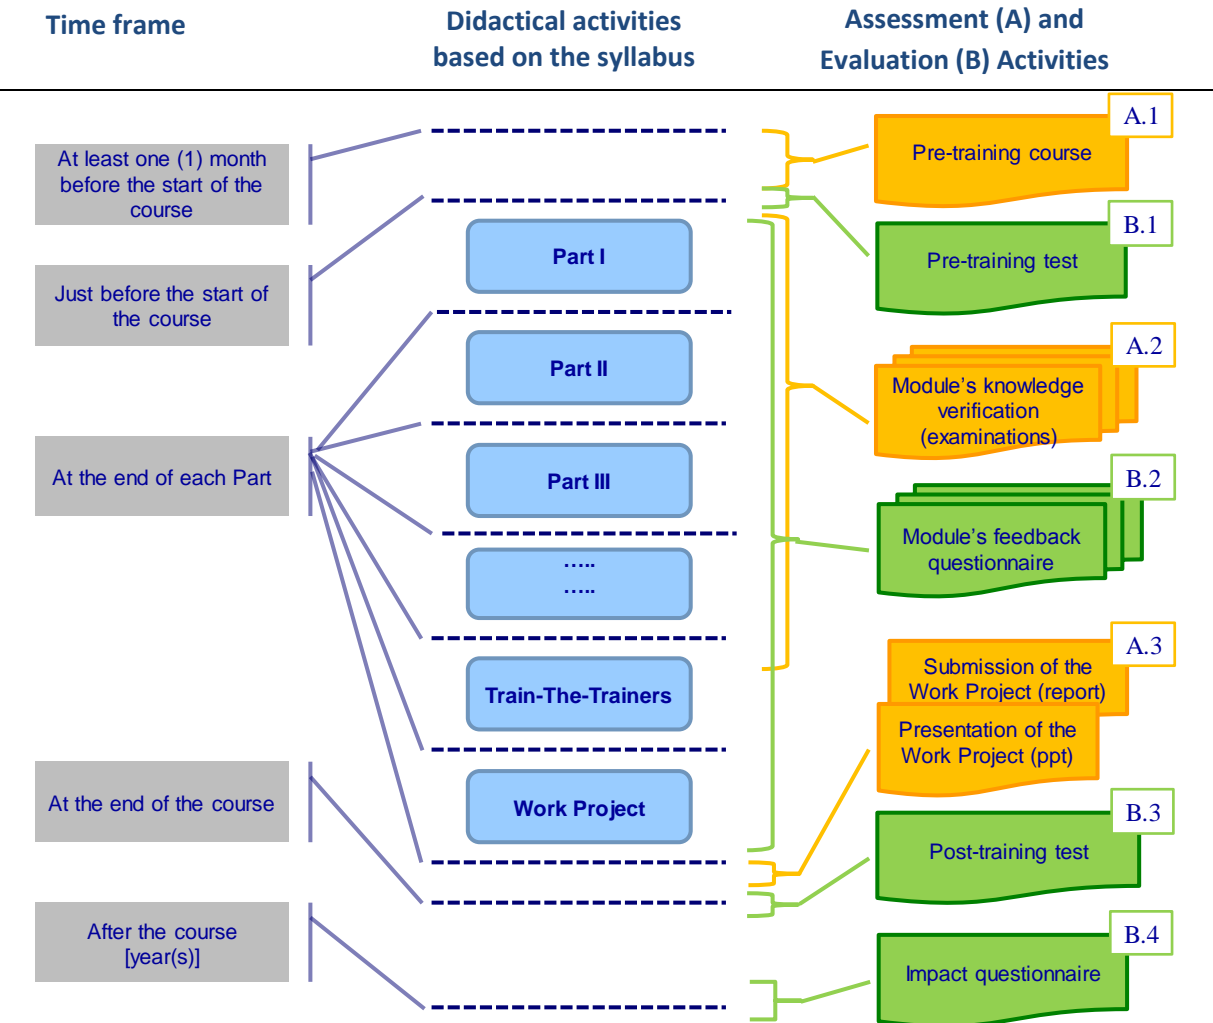 Time frame
Didactical activities
based on the syllabus
Assessment (A) and
Evaluation (B) Activities
At least one (1) month
before the start of the
course
Just before the start of
the course
At the end of each Part
At the end of the course
After the course
[year(s)]
Part I
Part II
Part III
.....
.....
Train-The-Trainers
Work Project
A.1
Pre-training course
B.1
Pre-training test
A.2
Module’s knowledge
verification
(examinations)
B.2
Module’s feedback
questionnaire
A.3
Submission of the
Work Project (report)
Presentation of the
Work Project (ppt)
B.3
Post-training test
B.4
Impact questionnaire